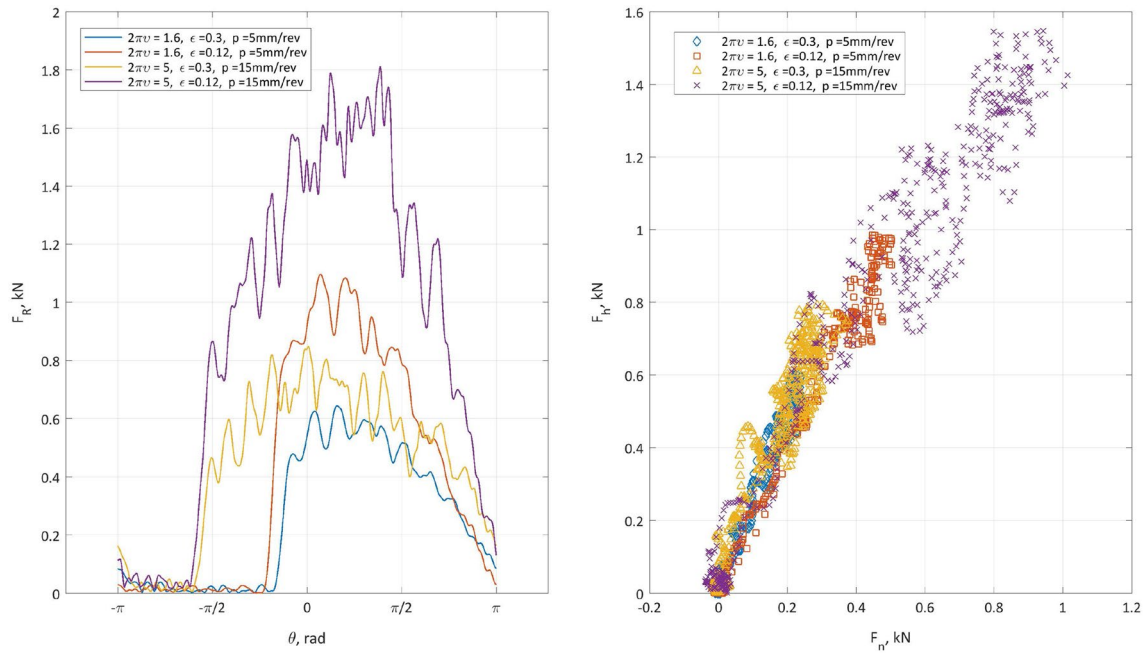 2
1.8
1.6
1.4
1.2
1
0.8
0.6
0.4
0.2
0
F_R, kN
-π
-π/2
0
π/2
π
θ, rad
2πυ = 1.6, ϵ =0.3, p =5mm/rev
2πυ = 1.6, ϵ =0.12, p =5mm/rev
2πυ = 5, ϵ =0.3, p =15mm/rev
2πυ = 5, ϵ =0.12, p =15mm/rev
1.6
1.4
1.2
1
0.8
0.6
0.4
0.2
0
F_h, kN
-0.2
0
0.2
0.4
0.6
0.8
1
1.2
F_n, kN
2πυ = 1.6, ϵ =0.3, p=5mm/rev
2πυ = 1.6, ϵ =0.12, p=5mm/rev
2πυ = 5, ϵ =0.3, p =15mm/rev
2πυ = 5, ϵ =0.12, p =15mm/rev